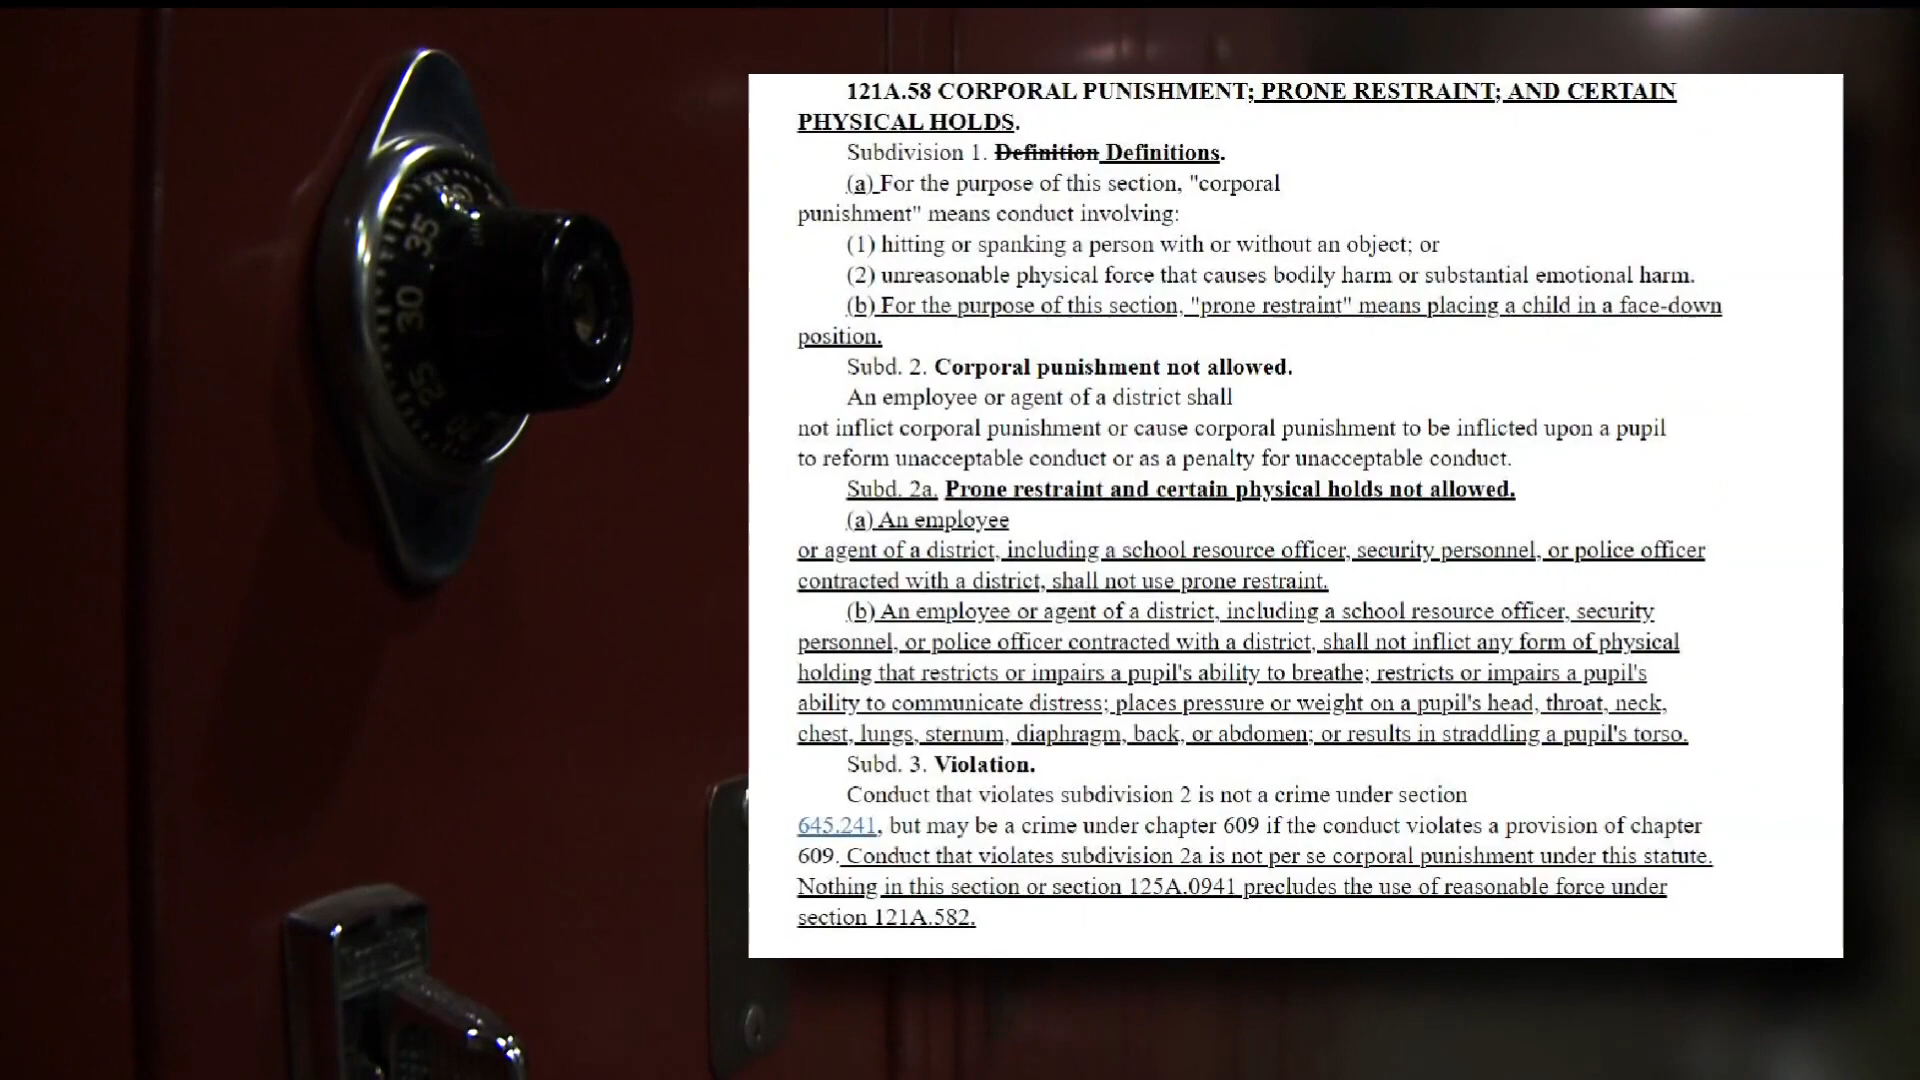 35
30
25
20
121A.58 CORPORAL PUNISHMENT; PRONE RESTRAINT; AND CERTAIN
PHYSICAL HOLDS.
Subdivision 1. Definition Definitions.
(a) For the purpose of this section, "corporal
punishment" means conduct involving:
(1) hitting or spanking a person with or without an object; or
(2) unreasonable physical force that causes bodily harm or substantial emotional harm.
(b) For the purpose of this section, "prone restraint" means placing a child in a face-down
position.
Subd. 2. Corporal punishment not allowed.
An employee or agent of a district shall
not inflict corporal punishment or cause corporal punishment to be inflicted upon a pupil
to reform unacceptable conduct or as a penalty for unacceptable conduct.
Subd. 2a. Prone restraint and certain physical holds not allowed.
(a) An employee
or agent of a district, including a school resource officer, security personnel, or police officer
contracted with a district, shall not use prone restraint.
(b) An employee or agent of a district, including a school resource officer, security
personnel, or police officer contracted with a district, shall not inflict any form of physical
holding that restricts or impairs a pupil's ability to breathe; restricts or impairs a pupil's
ability to communicate distress; places pressure or weight on a pupil's head, throat, neck,
chest, lungs, sternum, diaphragm, back, or abdomen; or results in straddling a pupil's torso.
Subd. 3. Violation.
Conduct that violates subdivision 2 is not a crime under section
645.241, but may be a crime under chapter 609 if the conduct violates a provision of chapter
609. Conduct that violates subdivision 2a is not per se corporal punishment under this statute.
Nothing in this section or section 125A.0941 precludes the use of reasonable force under
section 121A.582.